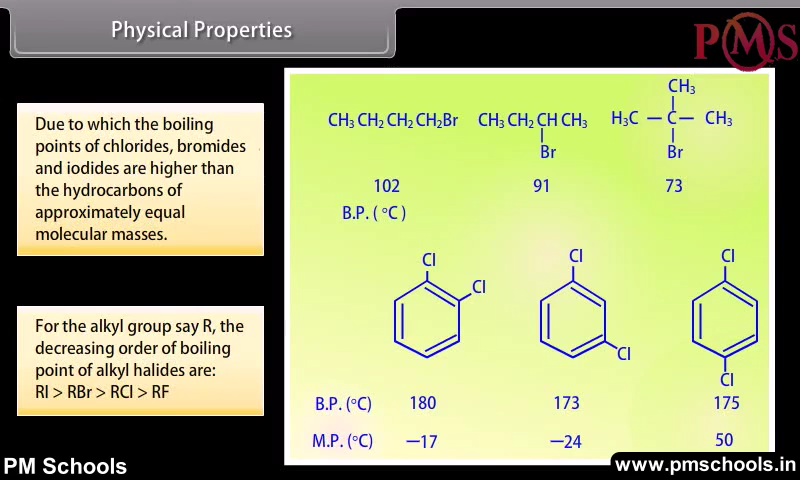 Physical Properties
PMS
Due to which the boiling
points of chlorides, bromides
and iodides are higher than
the hydrocarbons of
approximately equal
molecular masses.
For the alkyl group say R, the
decreasing order of boiling
point of alkyl halides are:
RI > RBr > RCl > RF
CH₃ CH₂ CH₂ CH₂Br
102
B.P. ( °C )
CH₃ CH₂ CH CH₃
Br
91
CH₃
H₃C — C — CH₃
Br
73
Cl
Cl
Cl
Cl
Cl
Cl
B.P. (°C) 180 173 175
M.P. (°C) –17 –24 50
PM Schools
www.pmschools.in